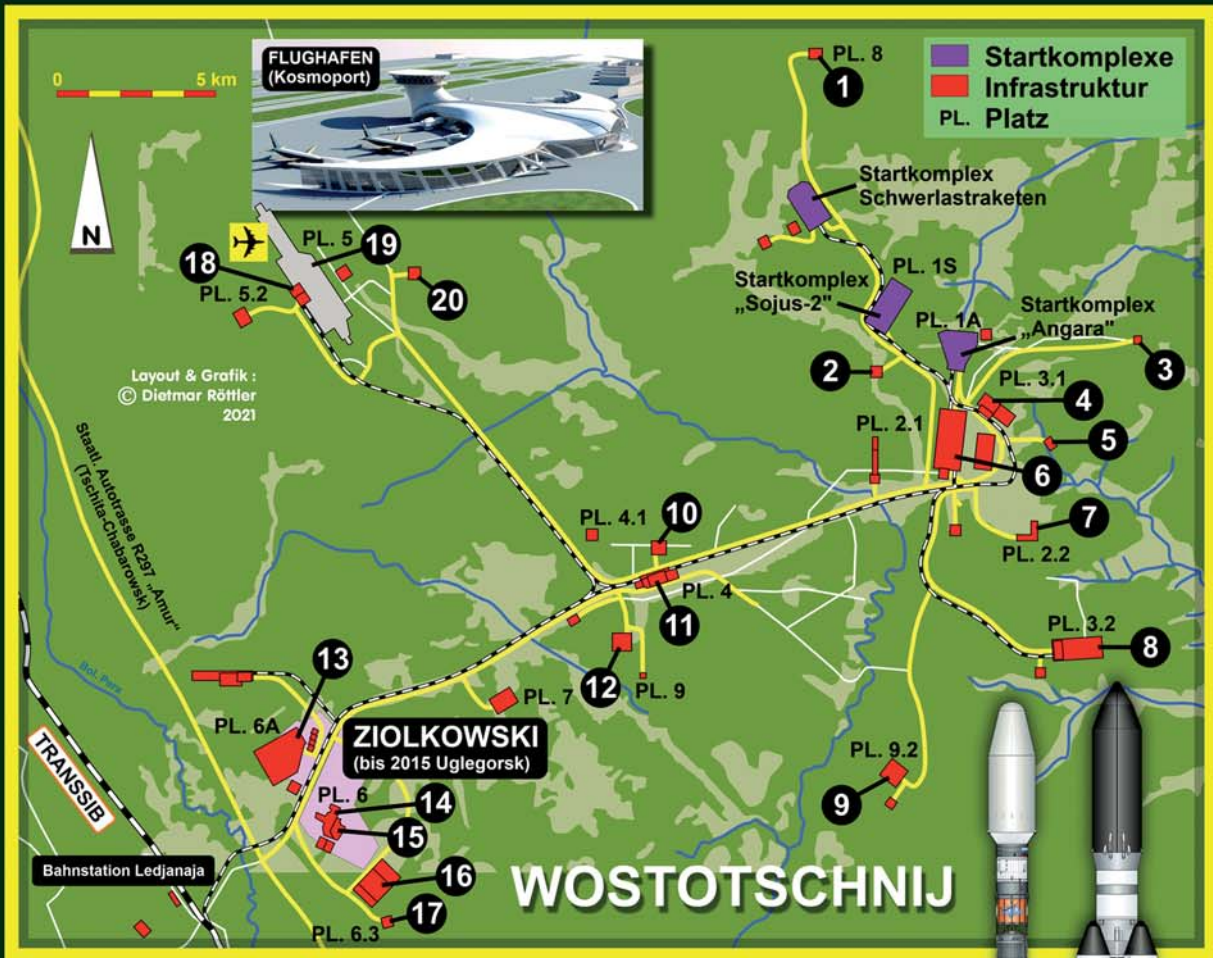 FLUGHAFEN
(Kosmoport)
0 5 km
N
PL. 8
1
Startkomplexe
Infrastruktur
PL. Platz
Startkomplex
Schwerlastraketen
PL. 5
19
18
PL. 5.2
20
PL. 1S
Startkomplex
„Sojus-2"
PL. 1A
Startkomplex
„Angara"
2
3
Layout & Grafik :
© Dietmar Röttler
2021
PL. 3.1
4
PL. 2.1
5
6
Staatl. Autotrasse R297 „Amur"
(Tschita-Chabarowsk)
PL. 4.1
10
7
PL. 2.2
PL. 4
11
PL. 3.2
8
12
PL. 9
Bol. Pera
13
PL. 7
PL. 6A
ZIOLKOWSKI
(bis 2015 Uglegorsk)
TRANSSIB
PL. 9.2
9
PL. 6
14
15
Bahnstation Ledjanaja
16
17
PL. 6.3
WOSTOTSCHNIJ